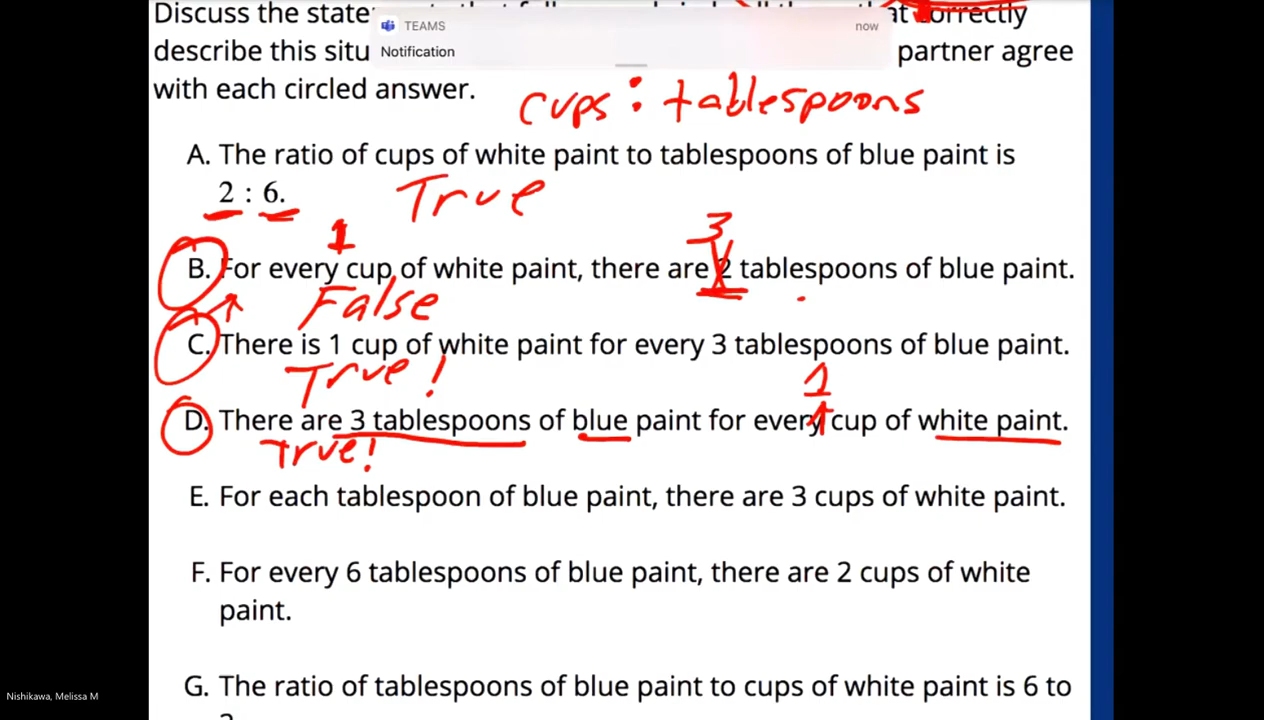 Discuss the state
TEAMS
now
Notification
at correctly
describe this situ
partner agree
with each circled answer.
cups : tablespoons
A. The ratio of cups of white paint to tablespoons of blue paint is
2 : 6.
True
1
3
B. For every cup of white paint, there are 2 tablespoons of blue paint.
False
C. There is 1 cup of white paint for every 3 tablespoons of blue paint.
True!
1
D. There are 3 tablespoons of blue paint for every cup of white paint.
True!
E. For each tablespoon of blue paint, there are 3 cups of white paint.
F. For every 6 tablespoons of blue paint, there are 2 cups of white
paint.
G. The ratio of tablespoons of blue paint to cups of white paint is 6 to
Nishikawa, Melissa M